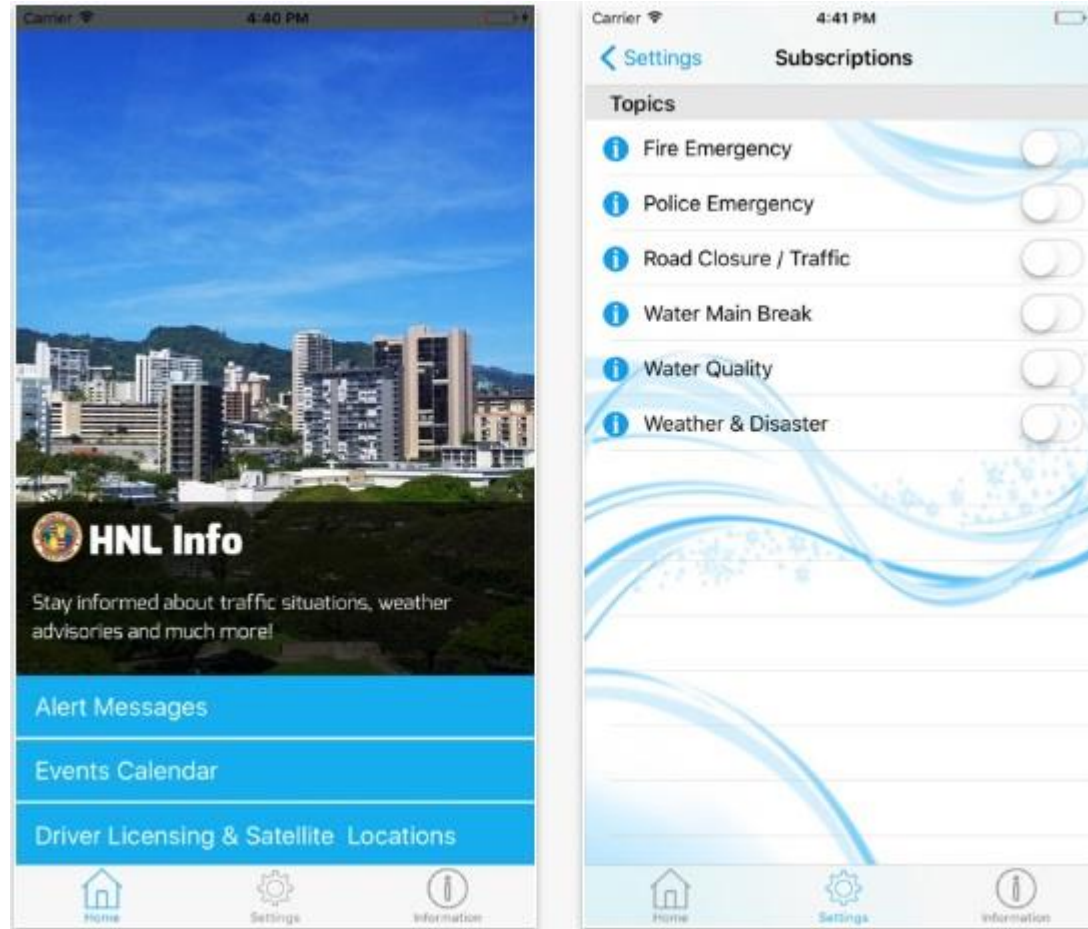 Carrier 4:40 PM
HNL Info
Stay informed about traffic situations, weather
advisories and much more!
Alert Messages
Events Calendar
Driver Licensing & Satellite Locations
Home Settings Information
Carrier 4:41 PM
Settings Subscriptions
Topics
Fire Emergency
Police Emergency
Road Closure / Traffic
Water Main Break
Water Quality
Weather & Disaster
Home Settings Information